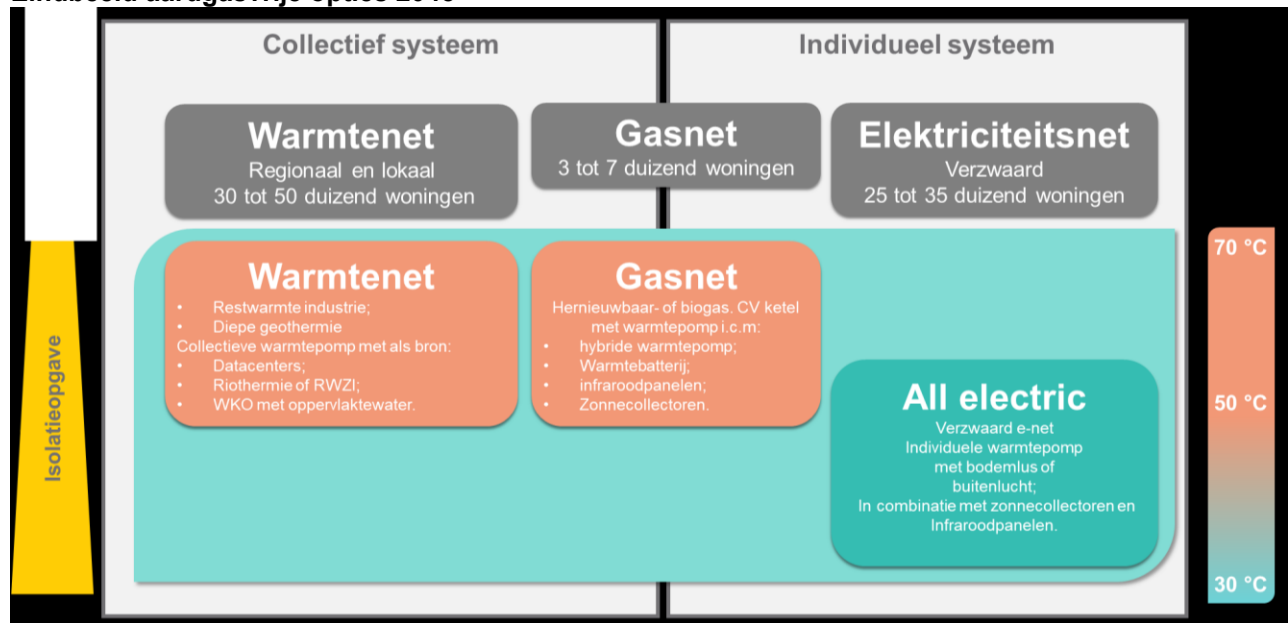 Eindbeeld aardgasvrije opties
Collectief systeem
Individueel systeem
Warmtenet
Regionaal en lokaal
30 tot 50 duizend woningen
Gasnet
3 tot 7 duizend woningen
Elektriciteitsnet
Verzwaard
25 tot 35 duizend woningen
Isolatieopgave
Warmtenet
• Restwarmte industrie;
• Diepe geothermie
Collectieve warmtepomp met als bron:
• Datacenters;
• Riothermie of RWZI;
• WKO met oppervlaktewater.
Gasnet
Hernieuwbaar- of biogas. CV ketel
met warmtepomp i.c.m:
• hybride warmtepomp;
• Warmtebatterij;
• infraroodpanelen;
• Zonnecollectoren.
All electric
Verzwaard e-net
Individuele warmtepomp
met bodemlus of
buitenlucht;
In combinatie met zonnecollectoren en
Infraroodpanelen.
70 °C
50 °C
30 °C